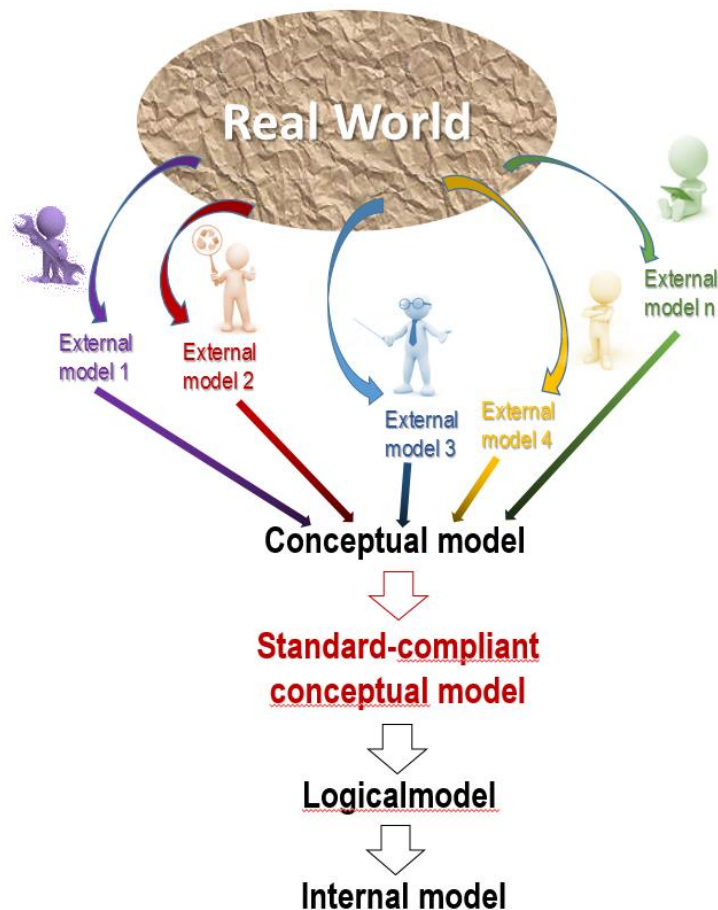 Real World
External
model 1
External
model 2
External
model 3
External
model 4
External
model n
Conceptual model
Standard-compliant
conceptual model
Logicalmodel
Internal model